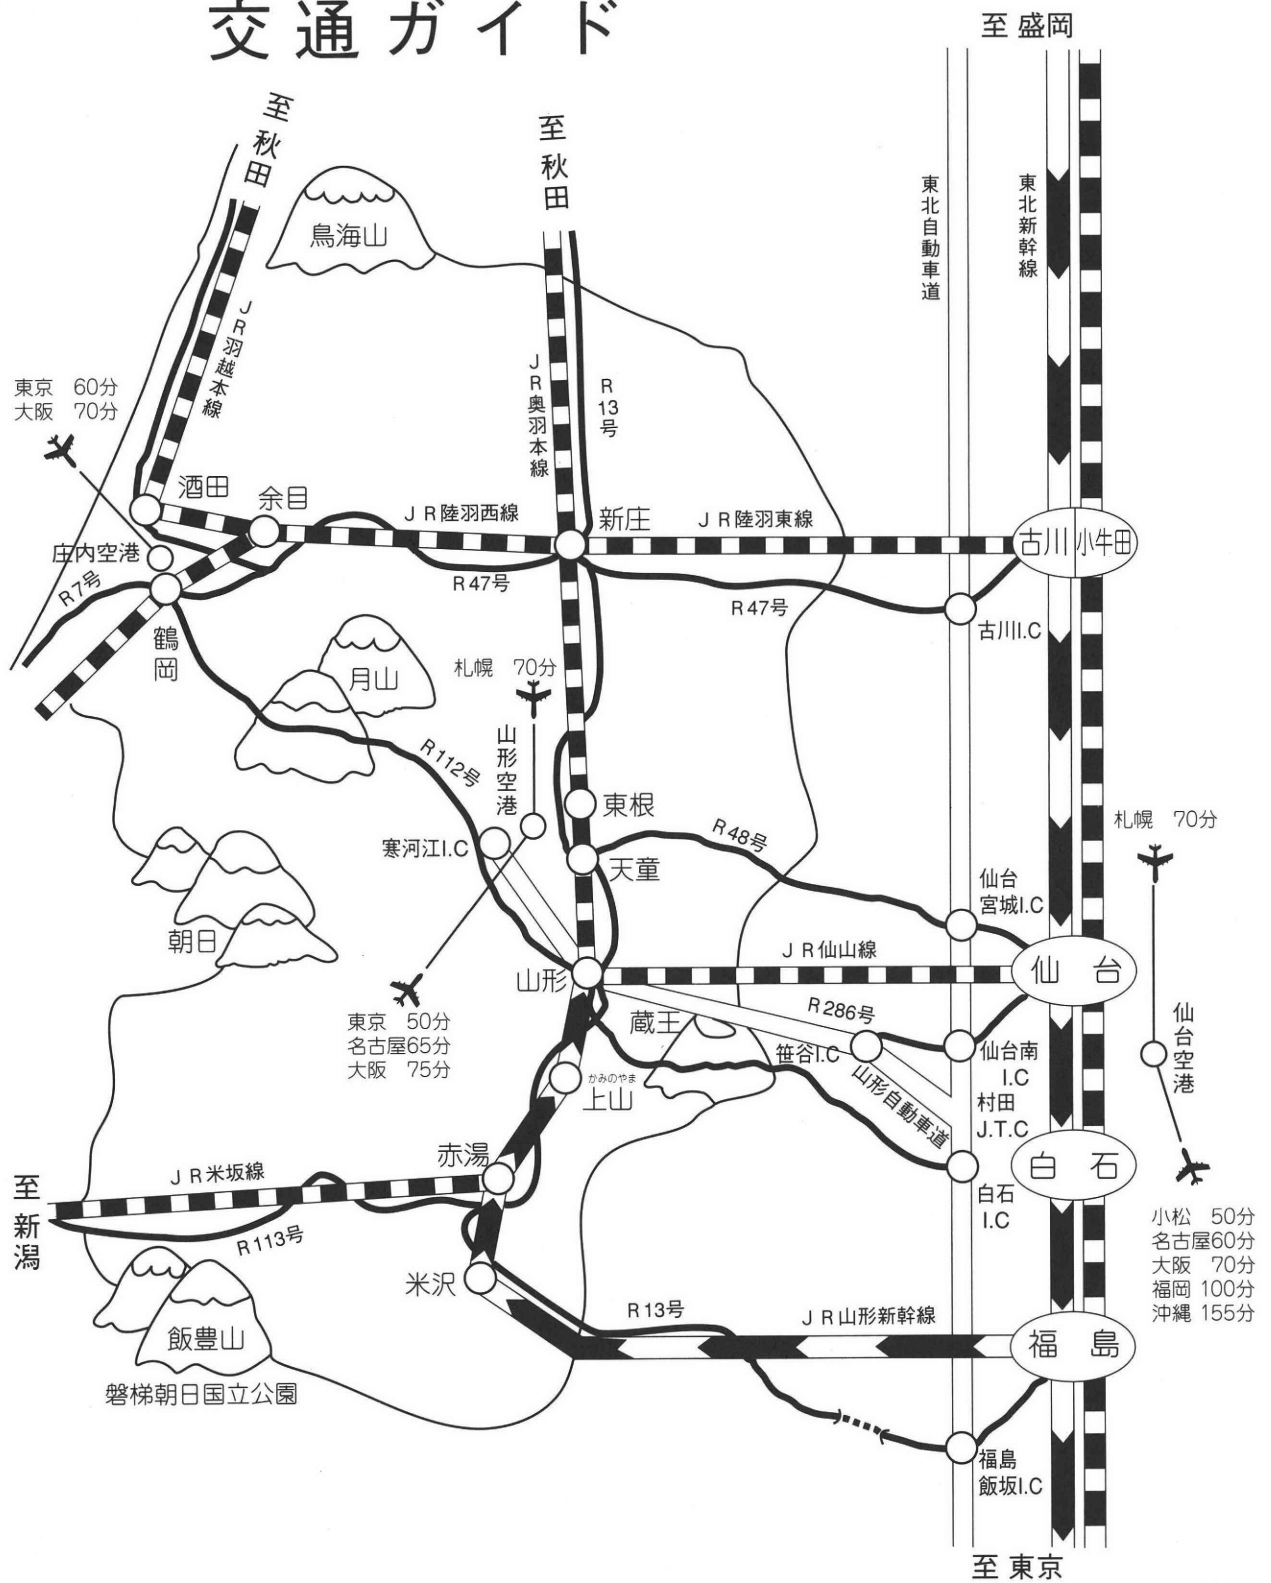 交通ガイド
至 盛岡
至秋田
至秋田
鳥海山
東北自動車道
東北新幹線
JR羽越本線
JR奥羽本線
R13号
東京 60分
大阪 70分
酒田
余目
JR陸羽西線
新庄
JR陸羽東線
古川
小牛田
庄内空港
R7号
R47号
R47号
古川I.C
鶴岡
月山
札幌 70分
山形空港
R112号
東根
寒河江I.C
天童
R48号
札幌 70分
仙台
宮城I.C
朝日
山形
JR仙山線
仙台
東京 50分
名古屋65分
大阪 75分
蔵王
R286号
笹谷I.C
仙台南
I.C
仙台空港
かみのやま
上山
山形自動車道
村田
J.T.C
赤湯
白石
JR米坂線
至新潟
R113号
白石
I.C
小松 50分
名古屋60分
大阪 70分
福岡 100分
沖縄 155分
米沢
R13号
JR山形新幹線
福島
飯豊山
磐梯朝日国立公園
福島
飯坂I.C
至 東京